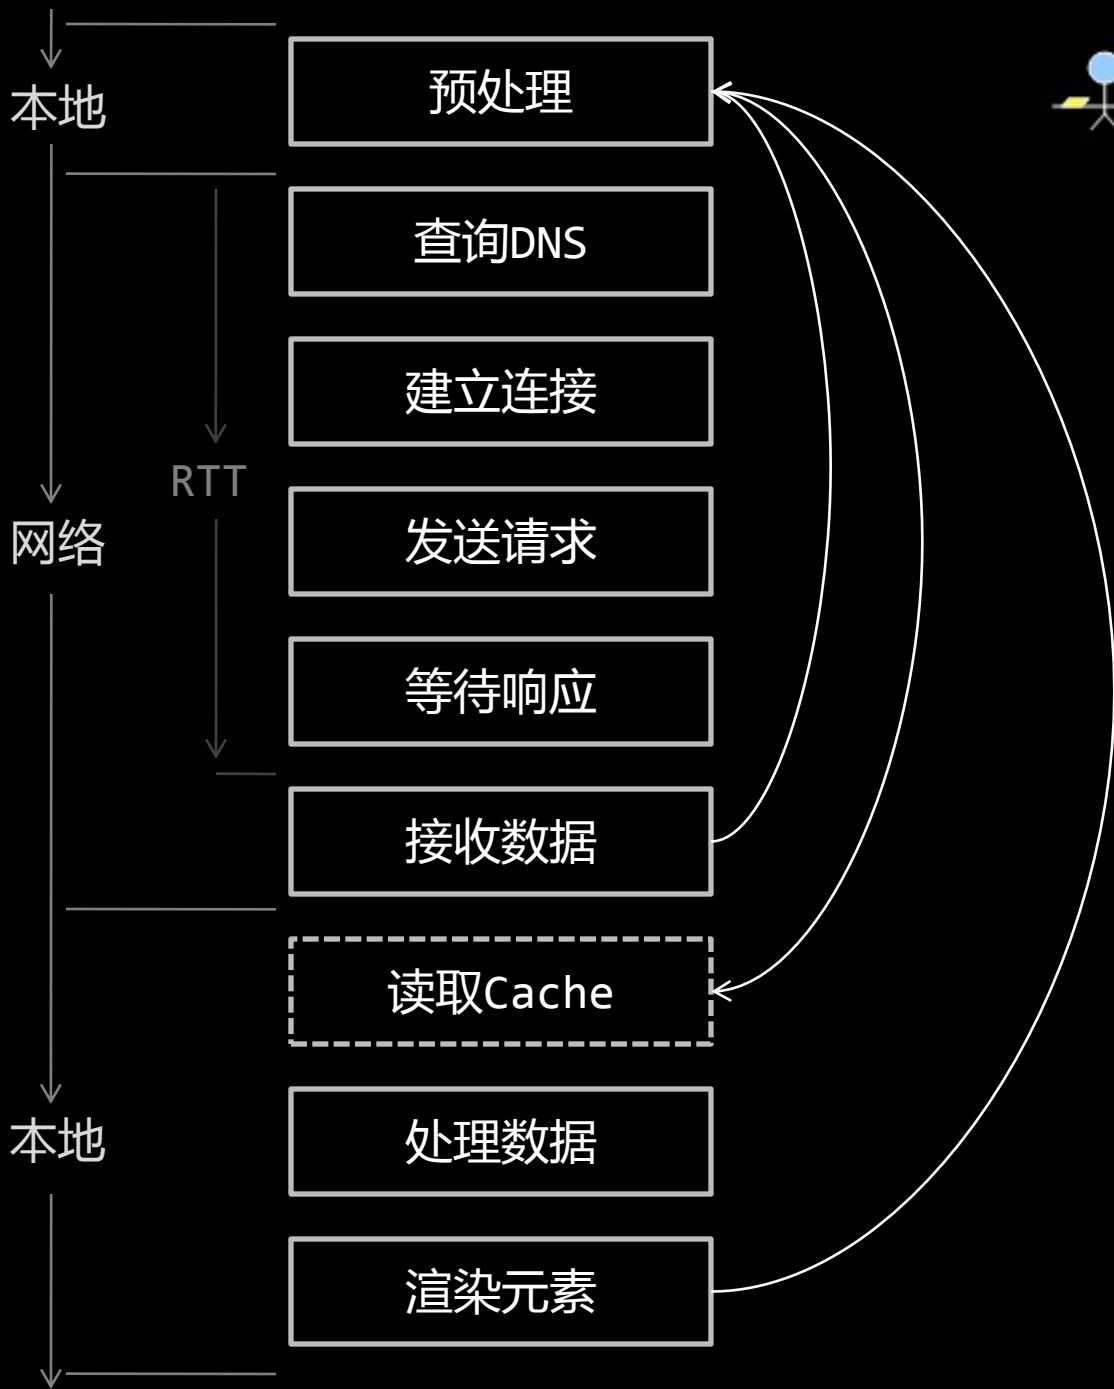 预处理
本地
查询DNS
建立连接
RTT
发送请求
网络
等待响应
接收数据
读取Cache
处理数据
本地
渲染元素